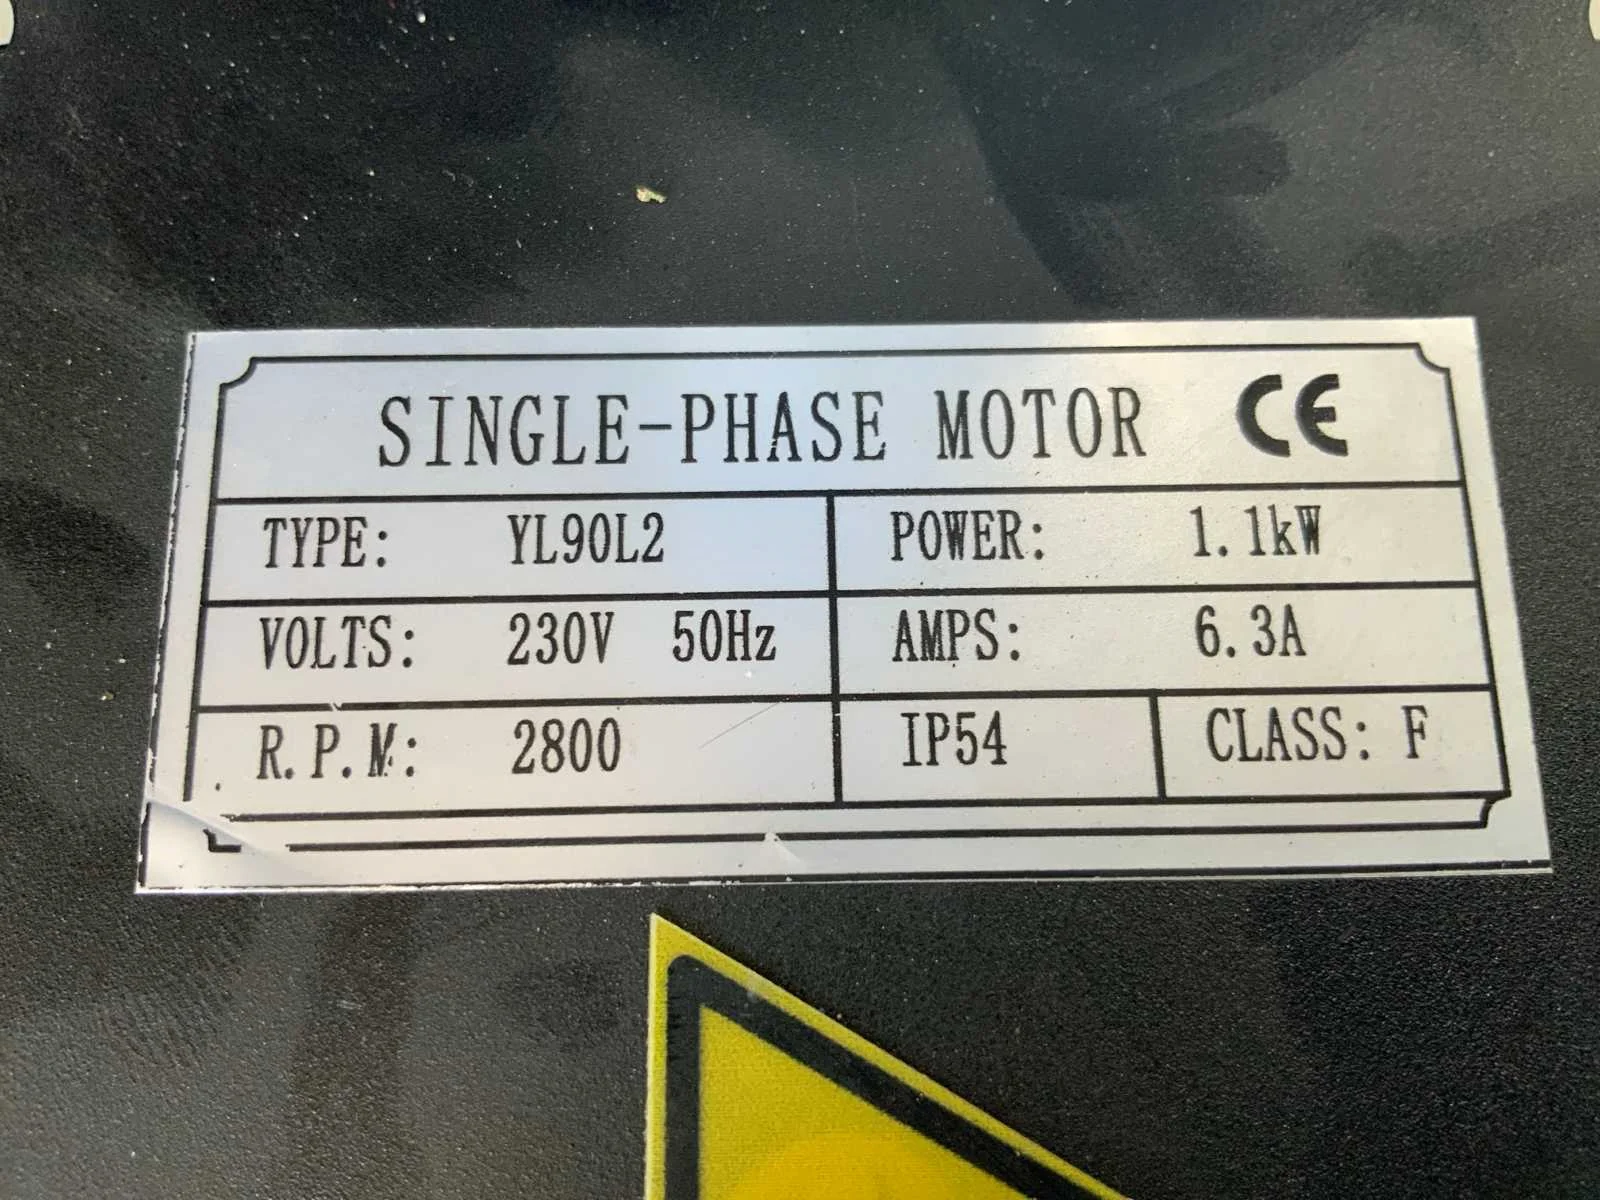 SINGLE-PHASE MOTOR CE
TYPE: YL90L2 POWER: 1.1kW
VOLTS: 230V 50Hz AMPS: 6.3A
R.P.M: 2800 IP54 CLASS: F